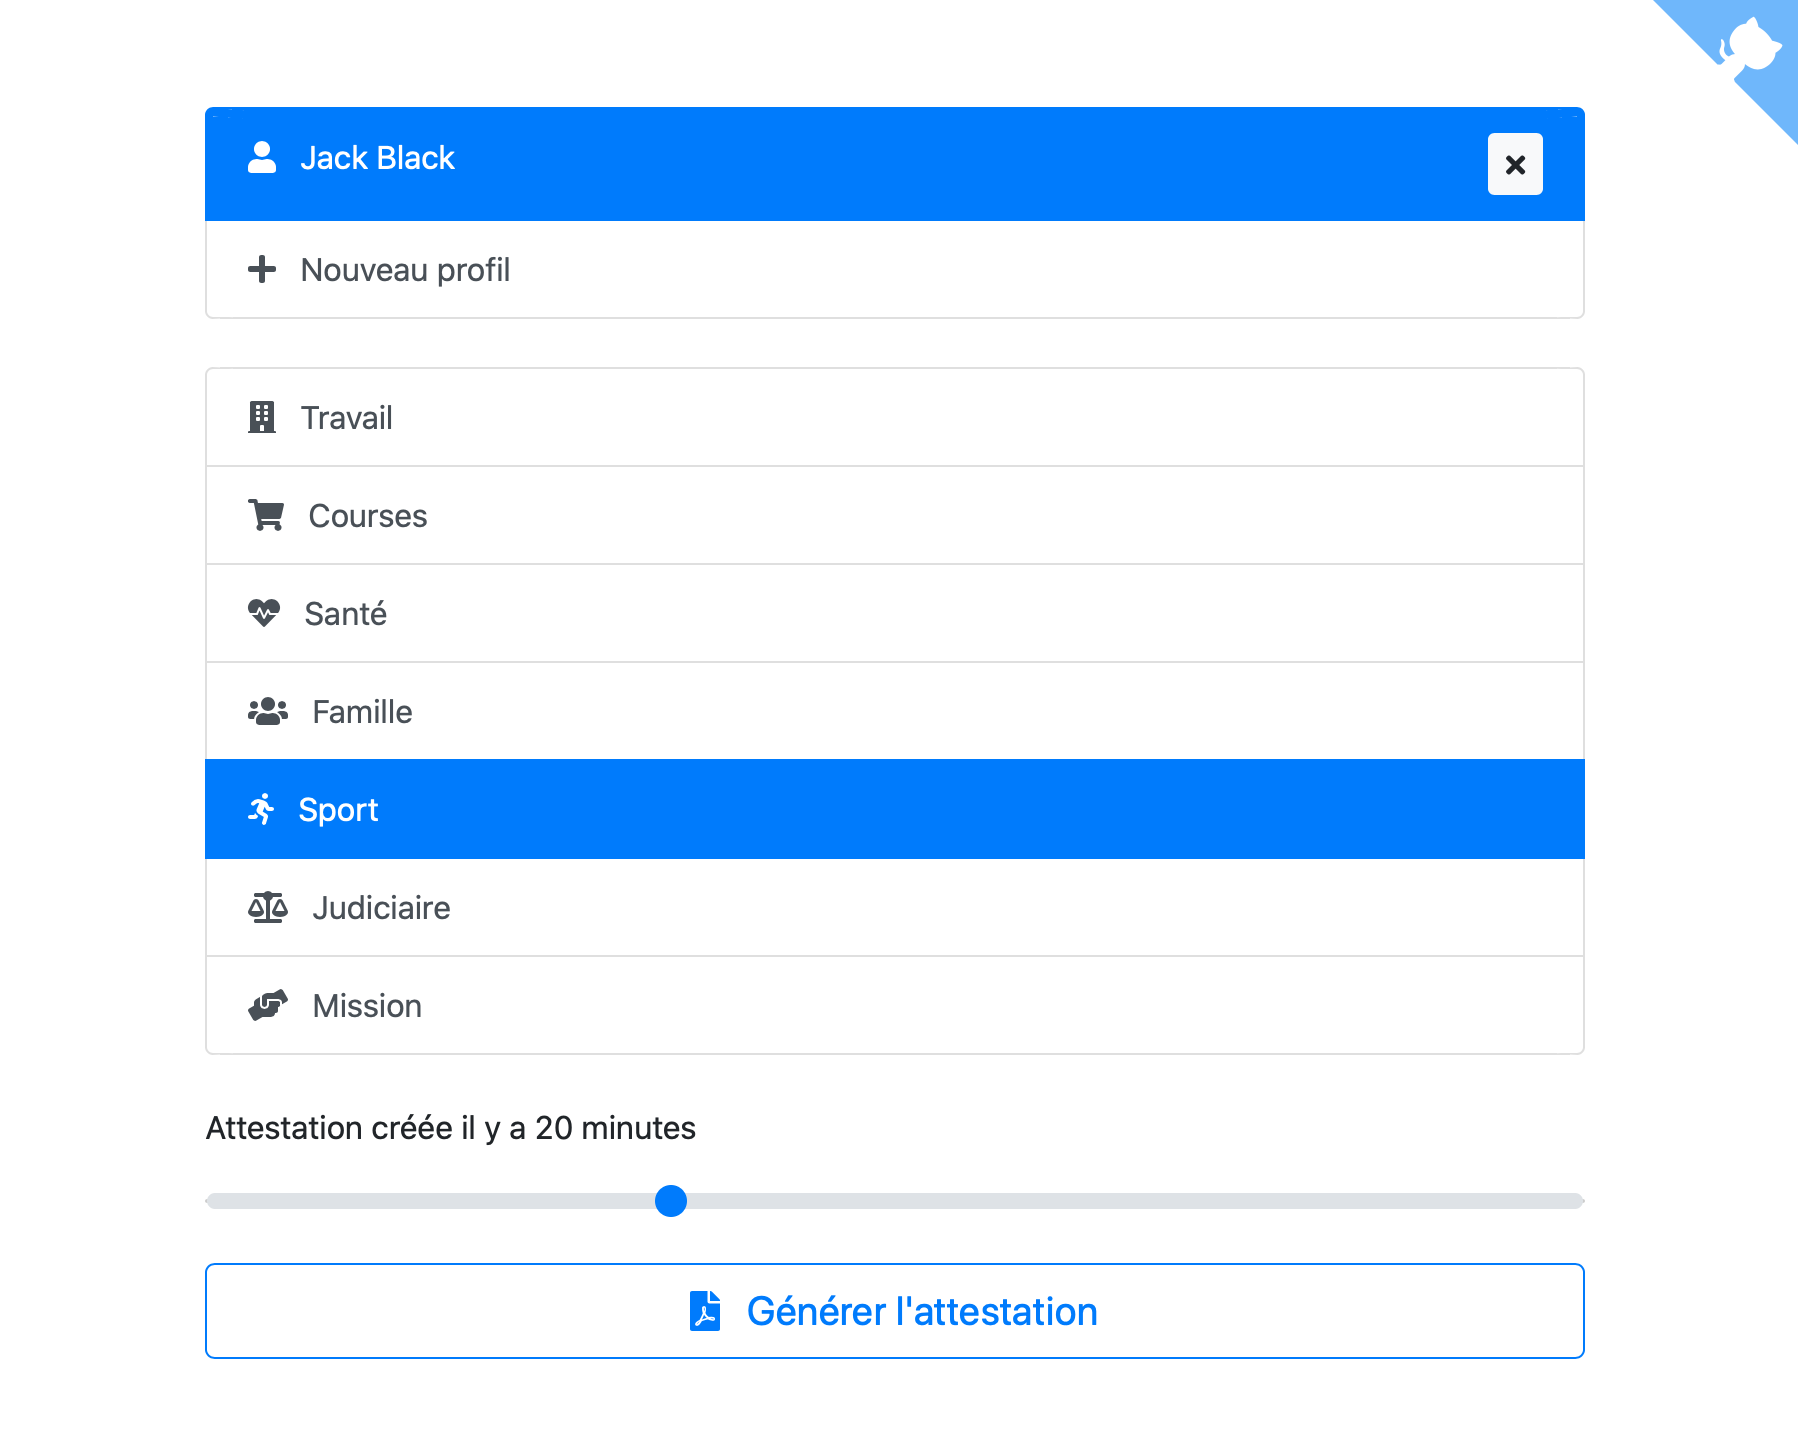 Jack Black
Nouveau profil
Travail
Courses
Santé
Famille
Sport
Judiciaire
Mission
Attestation créée il y a 20 minutes
Générer l'attestation